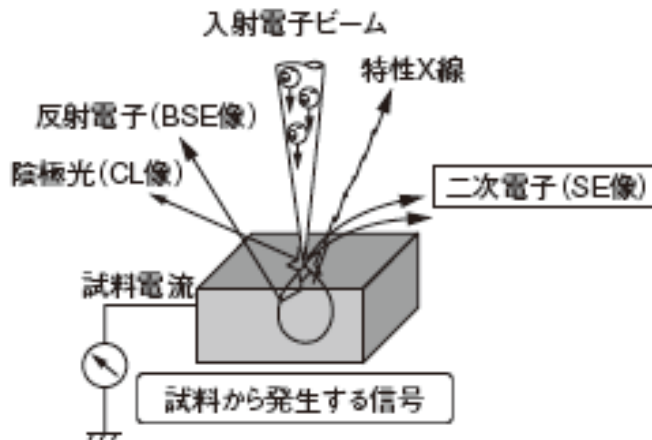 入射電子ビーム
特性X線
反射電子(BSE像)
陰極光(CL像)
二次電子(SE像)
試料電流
試料から発生する信号